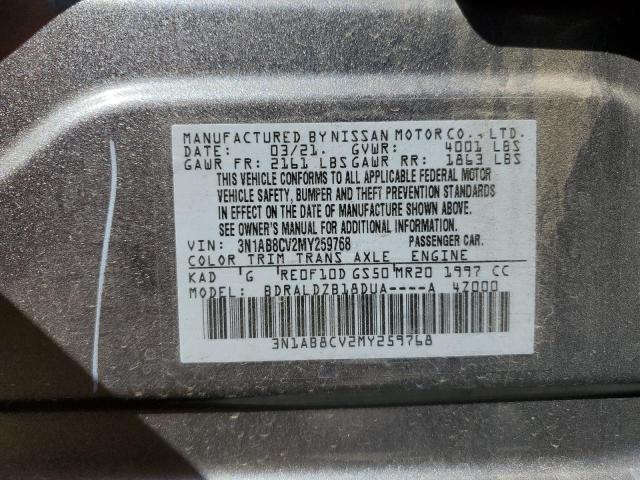 MANUFACTURED BY NISSAN MOTOR CO., LTD.
DATE: 03/21. GVWR: 4001 LBS
GAWR FR: 2161 LBS GAWR RR: 1863 LBS
THIS VEHICLE CONFORMS TO ALL APPLICABLE FEDERAL MOTOR
VEHICLE SAFETY, BUMPER AND THEFT PREVENTION STANDARDS
IN EFFECT ON THE DATE OF MANUFACTURE SHOWN ABOVE.
SEE OWNER'S MANUAL FOR ADDITIONAL INFORMATION.
VIN: 3N1AB8CV2MY259768 PASSENGER CAR.
COLOR TRIM TRANS AXLE, ENGINE
KAD G RE0F10D GS50 MR20 1997 CC
MODEL: BDRALDZB18DUA----A 4Z000
3N1AB8CV2MY259768